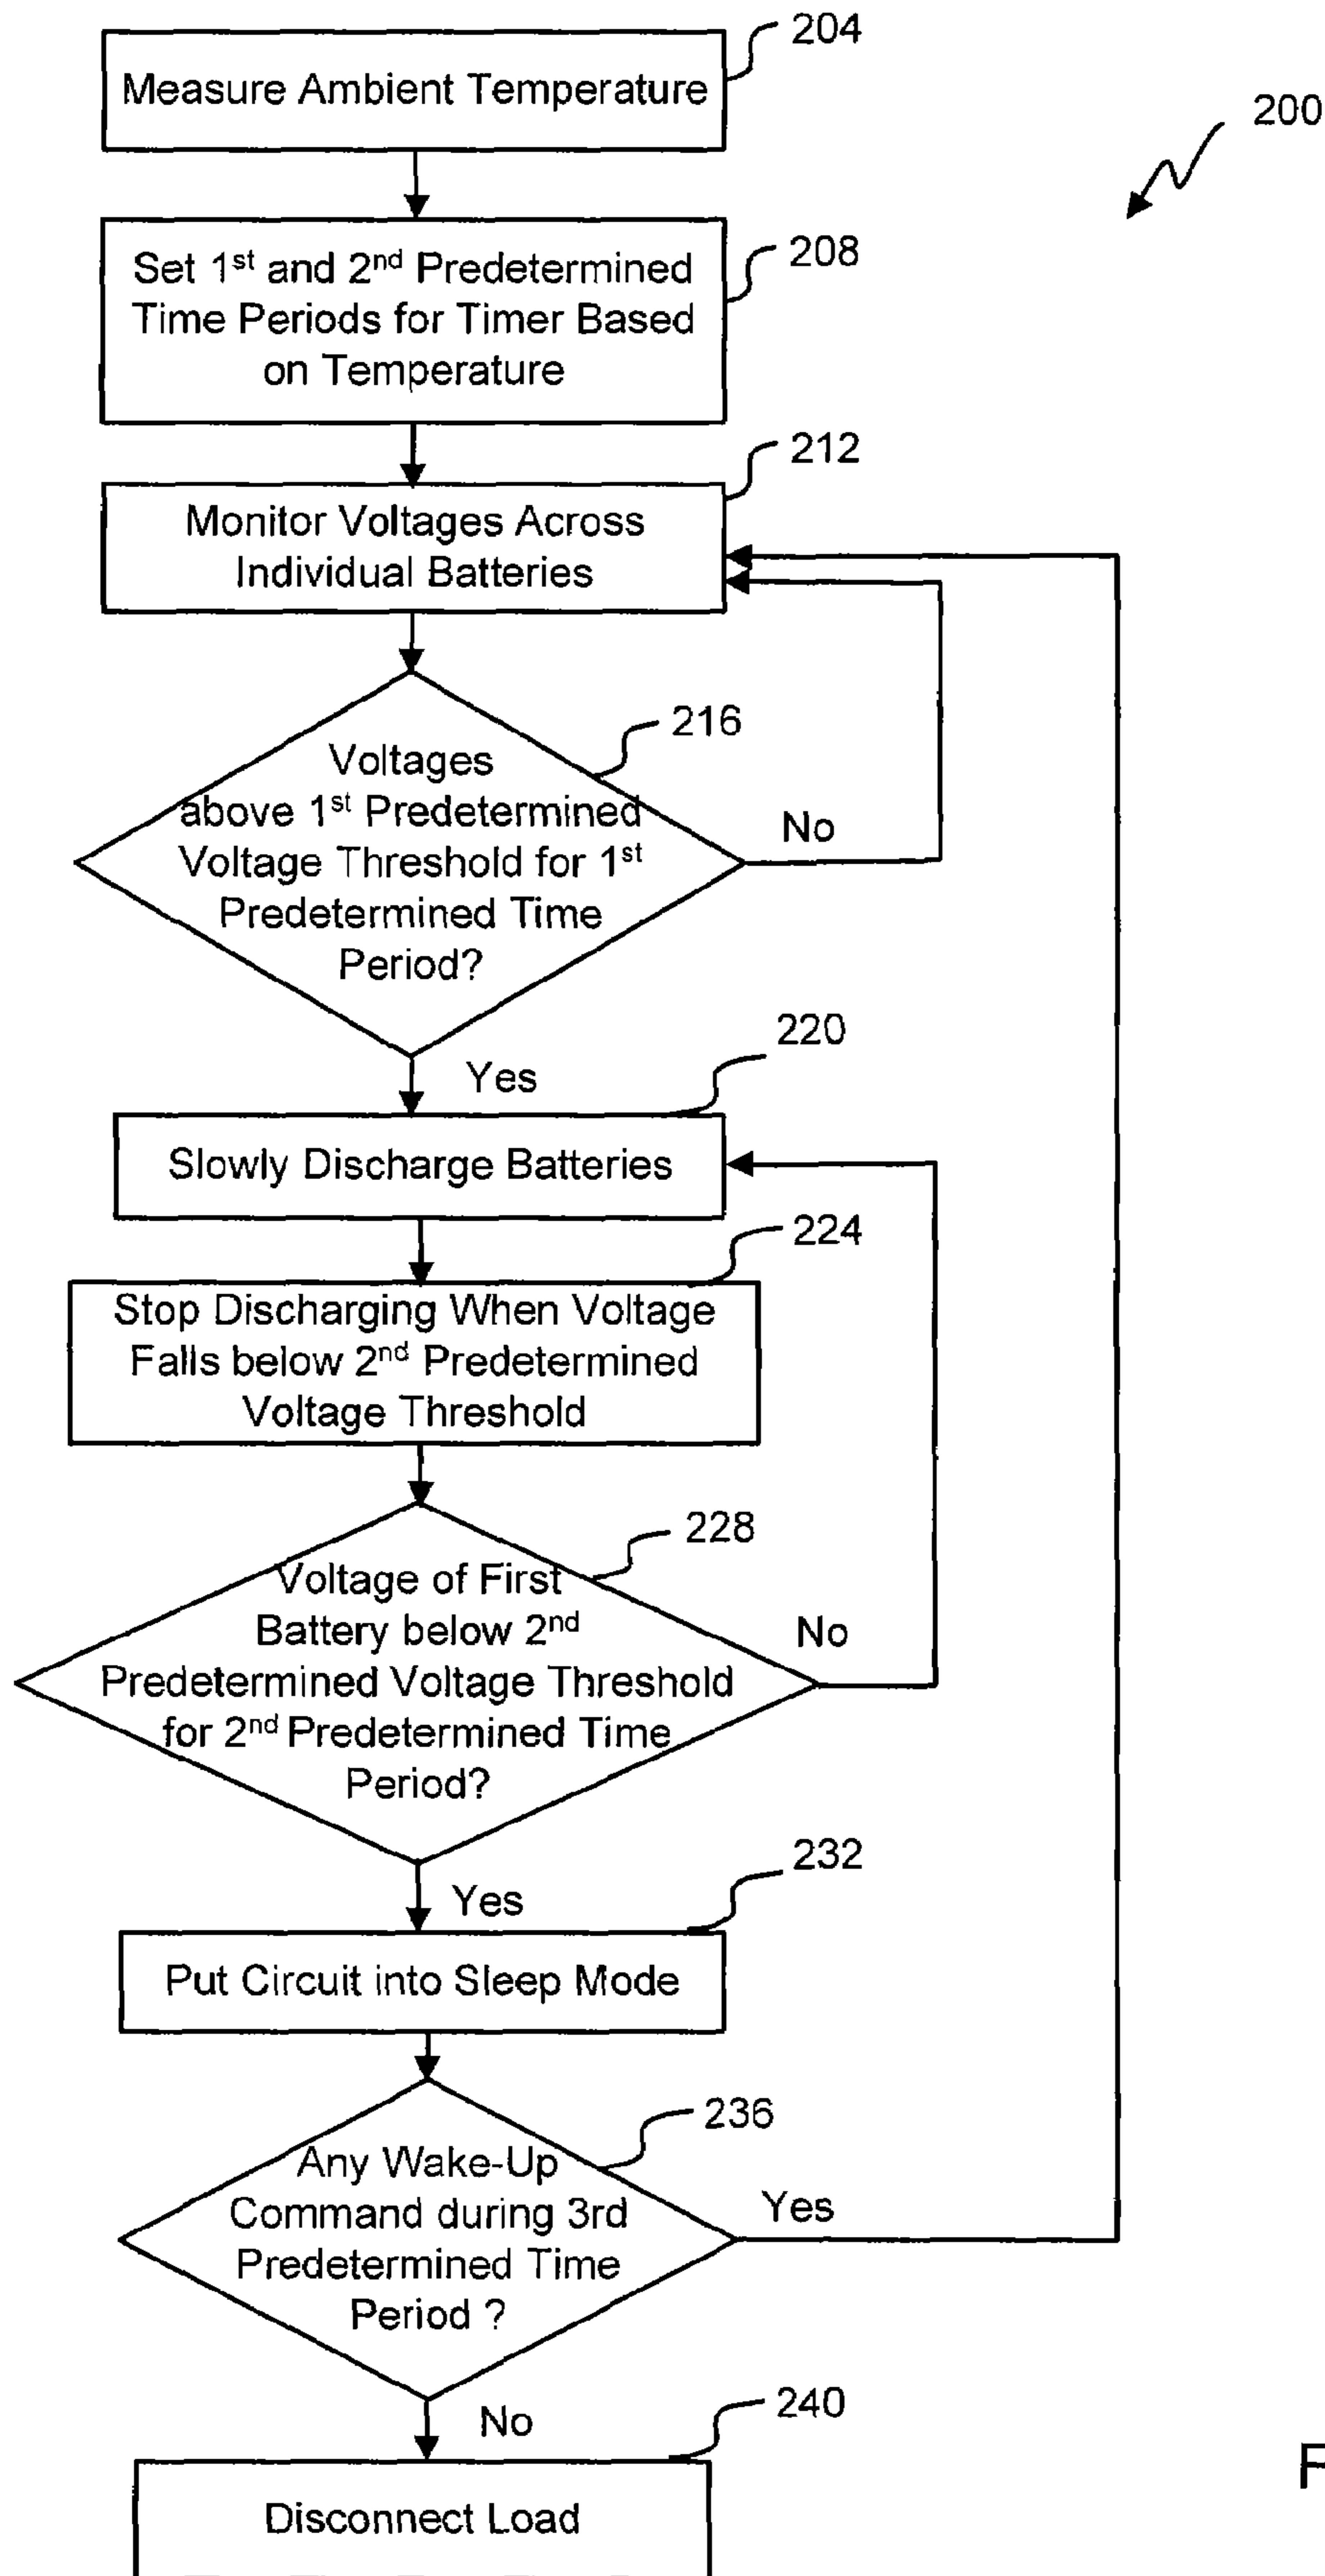 204
Measure Ambient Temperature
200
208
Set 1st and 2nd Predetermined
Time Periods for Timer Based
on Temperature
212
Monitor Voltages Across
Individual Batteries
216
Voltages
above 1st Predetermined
Voltage Threshold for 1st
Predetermined Time
Period?
No
Yes
220
Slowly Discharge Batteries
224
Stop Discharging When Voltage
Falls below 2nd Predetermined
Voltage Threshold
228
Voltage of First
Battery below 2nd
Predetermined Voltage Threshold
for 2nd Predetermined Time
Period?
No
Yes
232
Put Circuit into Sleep Mode
236
Any Wake-Up
Command during 3rd
Predetermined Time
Period ?
Yes
No
240
Disconnect Load